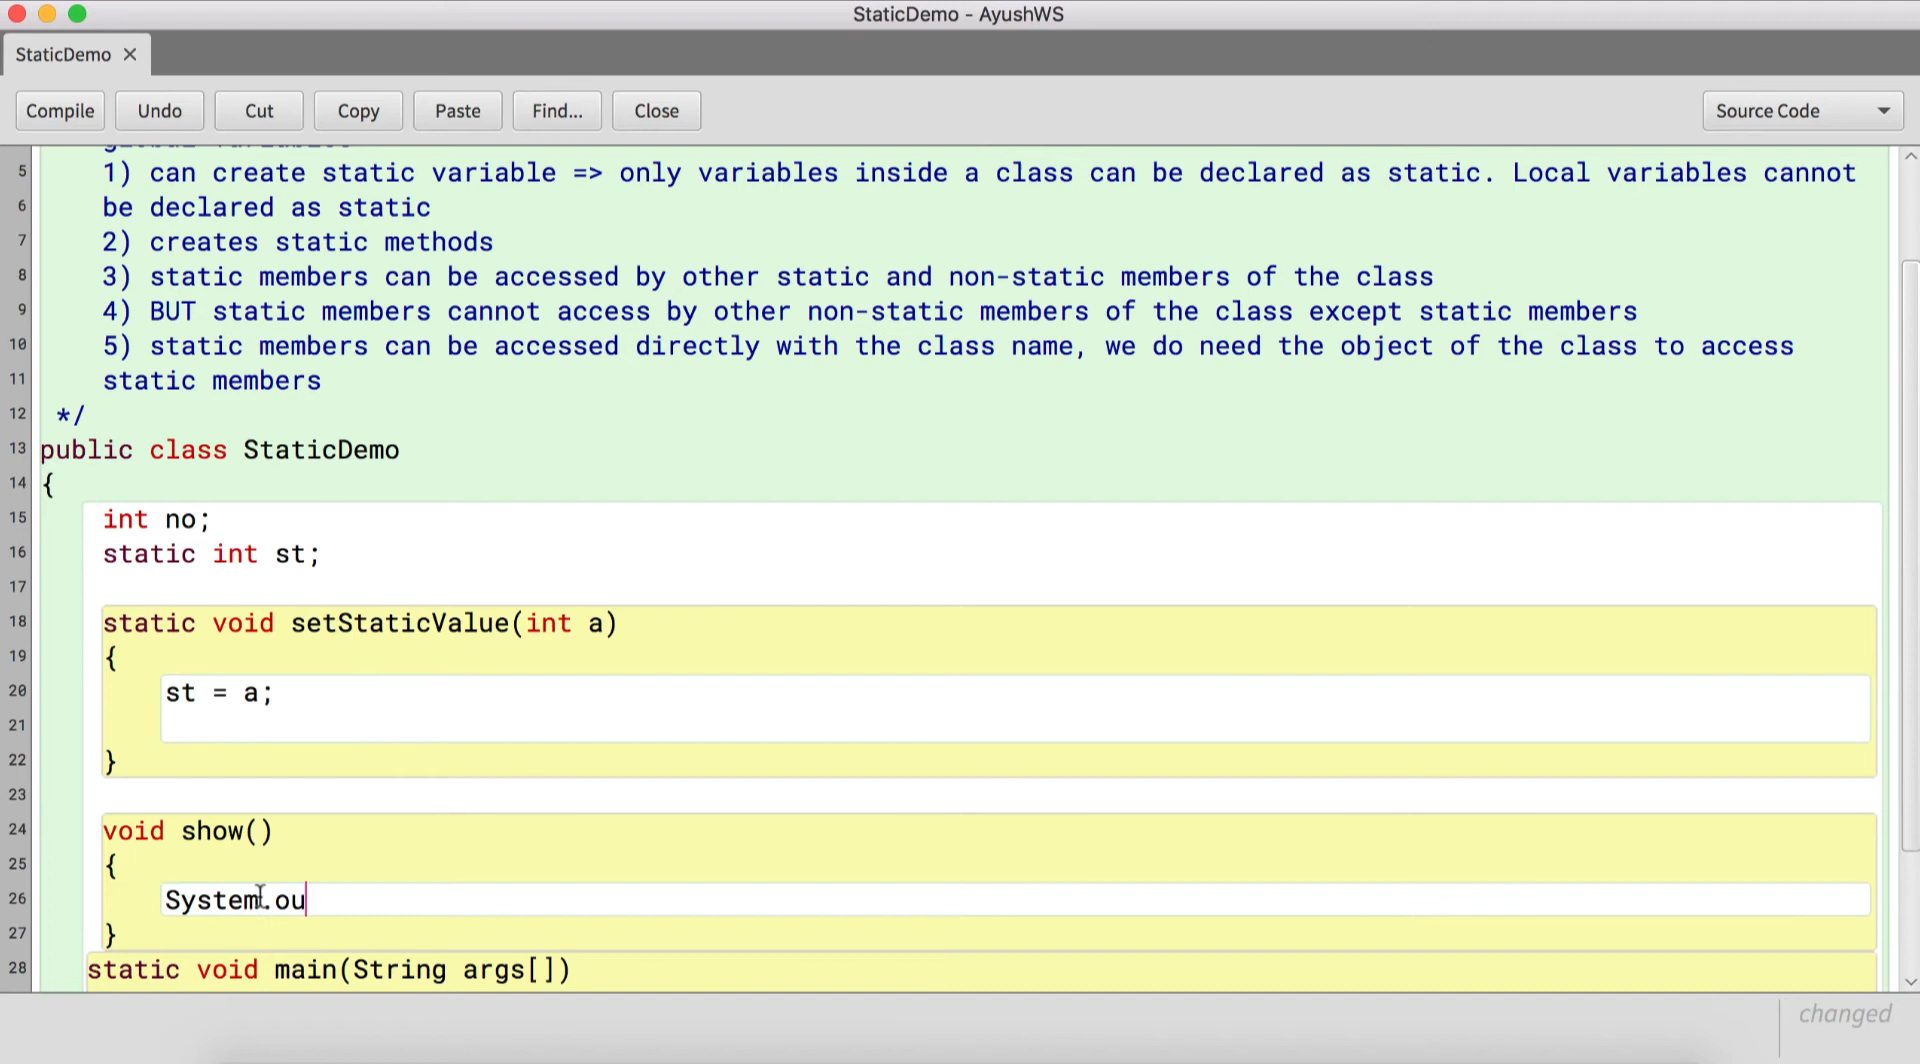 StaticDemo - AyushWS
StaticDemo ×
Compile Undo Cut Copy Paste Find... Close Source Code
5 1) can create static variable => only variables inside a class can be declared as static. Local variables cannot
6 be declared as static
7 2) creates static methods
8 3) static members can be accessed by other static and non-static members of the class
9 4) BUT static members cannot access by other non-static members of the class except static members
10 5) static members can be accessed directly with the class name, we do need the object of the class to access
11 static members
12 */
13 public class StaticDemo
14 {
15 int no;
16 static int st;
17
18 static void setStaticValue(int a)
19 {
20 st = a;
21
22 }
23
24 void show()
25 {
26 System.ou
27 }
28 static void main(String args[])
changed